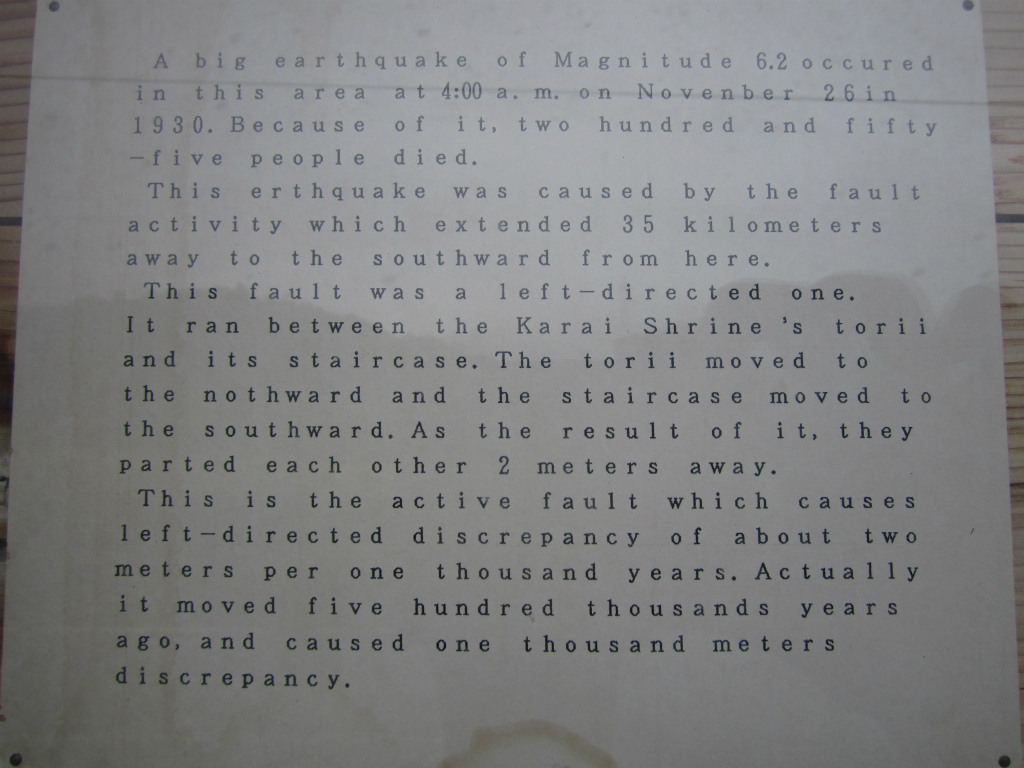 A big earthquake of Magnitude 6.2 occured
in this area at 4:00 a.m. on Novenber 26 in
1930. Because of it, two hundred and fifty
-five people died.
This erthquake was caused by the fault
activity which extended 35 kilometers
away to the southward from here.
This fault was a left-directed one.
It ran between the Karai Shrine's torii
and its staircase. The torii moved to
the nothward and the staircase moved to
the southward. As the result of it, they
parted each other 2 meters away.
This is the active fault which causes
left-directed discrepancy of about two
meters per one thousand years. Actually
it moved five hundred thousands years
ago, and caused one thousand meters
discrepancy.